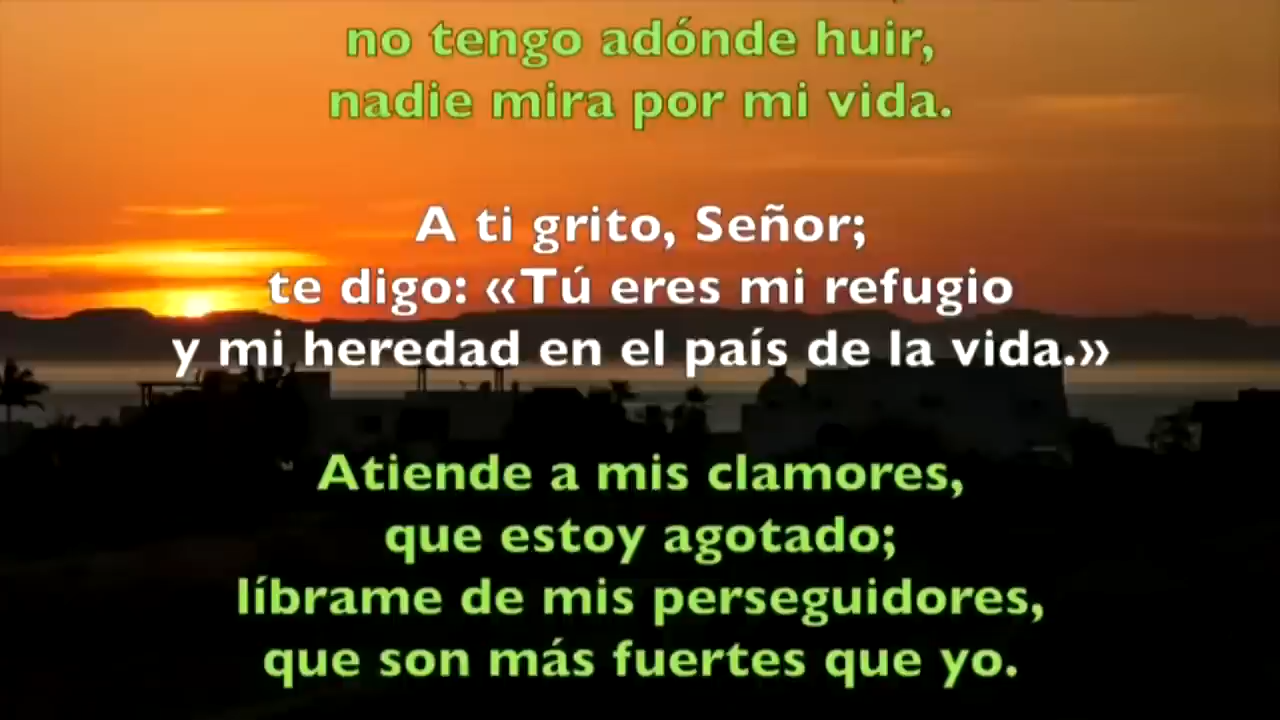 no tengo adónde huir,
nadie mira por mi vida.
A ti grito, Señor;
te digo: «Tú eres mi refugio
y mi heredad en el país de la vida.»
Atiende a mis clamores,
que estoy agotado;
líbrame de mis perseguidores,
que son más fuertes que yo.